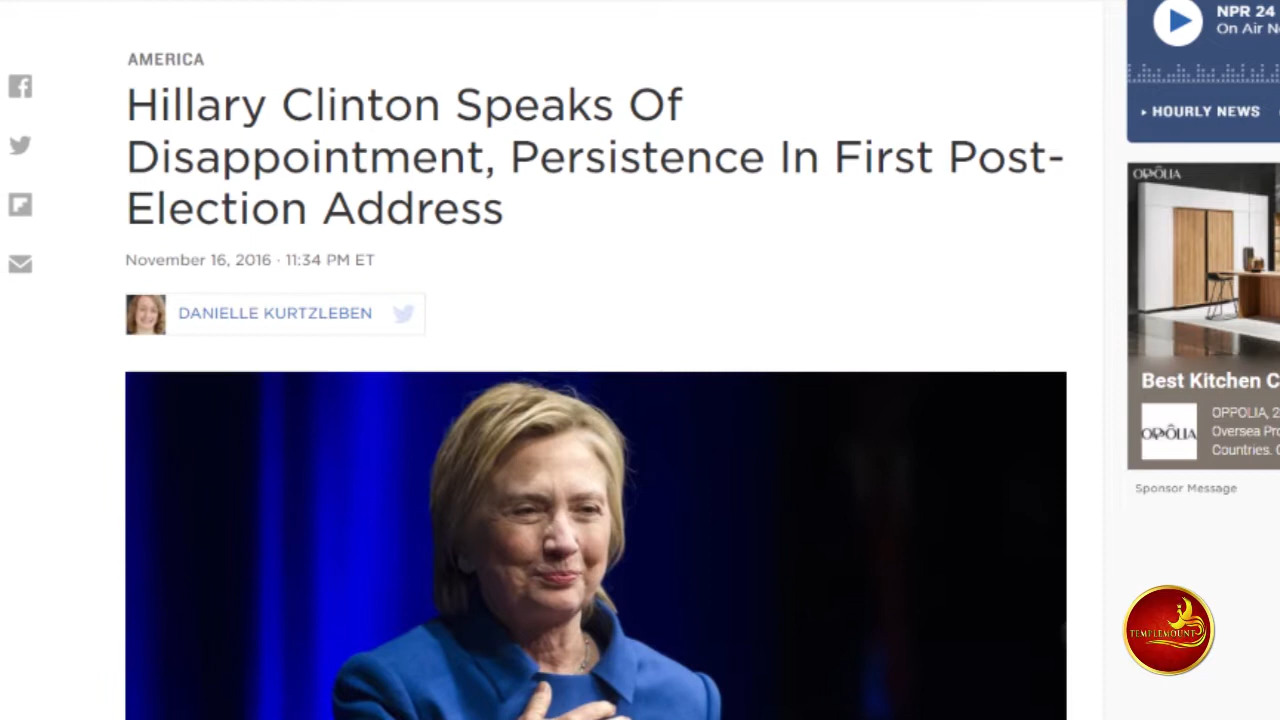 AMERICA
Hillary Clinton Speaks Of
Disappointment, Persistence In First Post-
Election Address
November 16, 2016 · 11:34 PM ET
DANIELLE KURTZLEBEN
NPR 24
On Air N
HOURLY NEWS
OPPOLIA
Best Kitchen C
OPPOLIA
OPPOLIA, 2
Oversea Pro
Countries. C
Sponsor Message
TEMPLEMOUNT